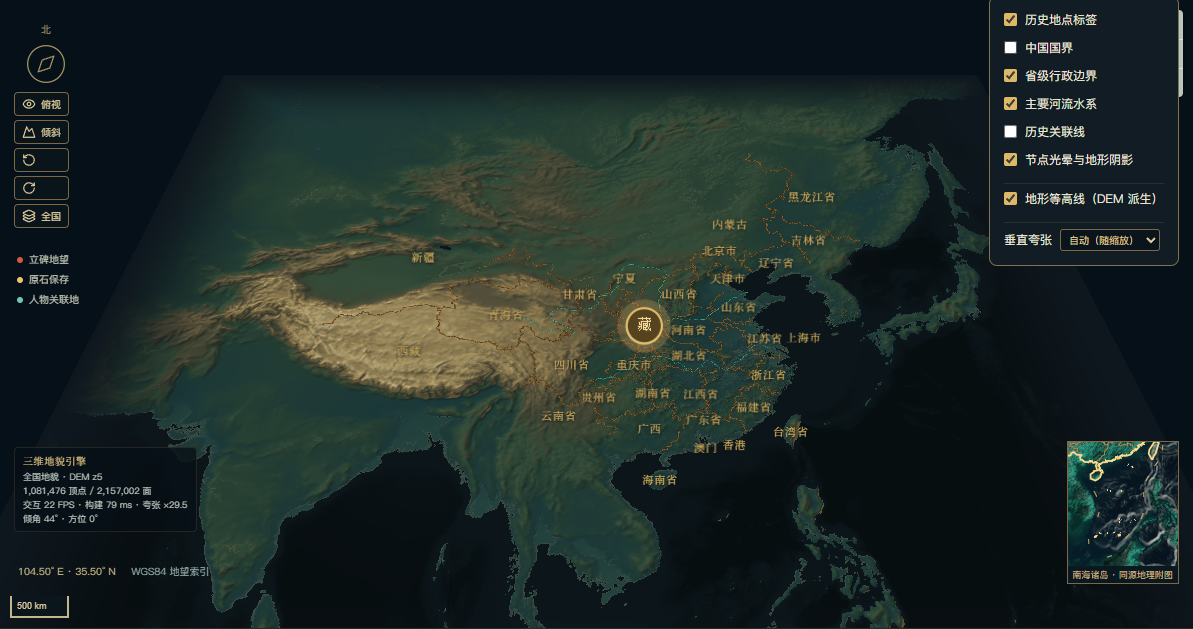 北
俯视
倾斜
全国
立碑地望
原石保存
人物关联地
历史地点标签
中国国界
省级行政边界
主要河流水系
历史关联线
节点光晕与地形阴影
地形等高线（DEM 派生）
垂直夸张 自动（随缩放）
黑龙江省
内蒙古
吉林省
北京市
新疆
辽宁省
宁夏
天津市
甘肃省
山西省
山东省
青海省
藏
河南省
江苏省
上海市
西藏
湖北省
四川省
重庆市
浙江省
贵州省
湖南省
江西省
福建省
云南省
广东省
广西
台湾省
澳门
香港
海南省
三维地貌引擎
全国地貌 · DEM z5
1,081,476 顶点 / 2,157,002 面
交互 22 FPS · 构建 79 ms · 夸张 ×29.5
倾角 44° · 方位 0°
104.50° E · 35.50° N WGS84 地望索引
500 km
南海诸岛 · 同源地理附图